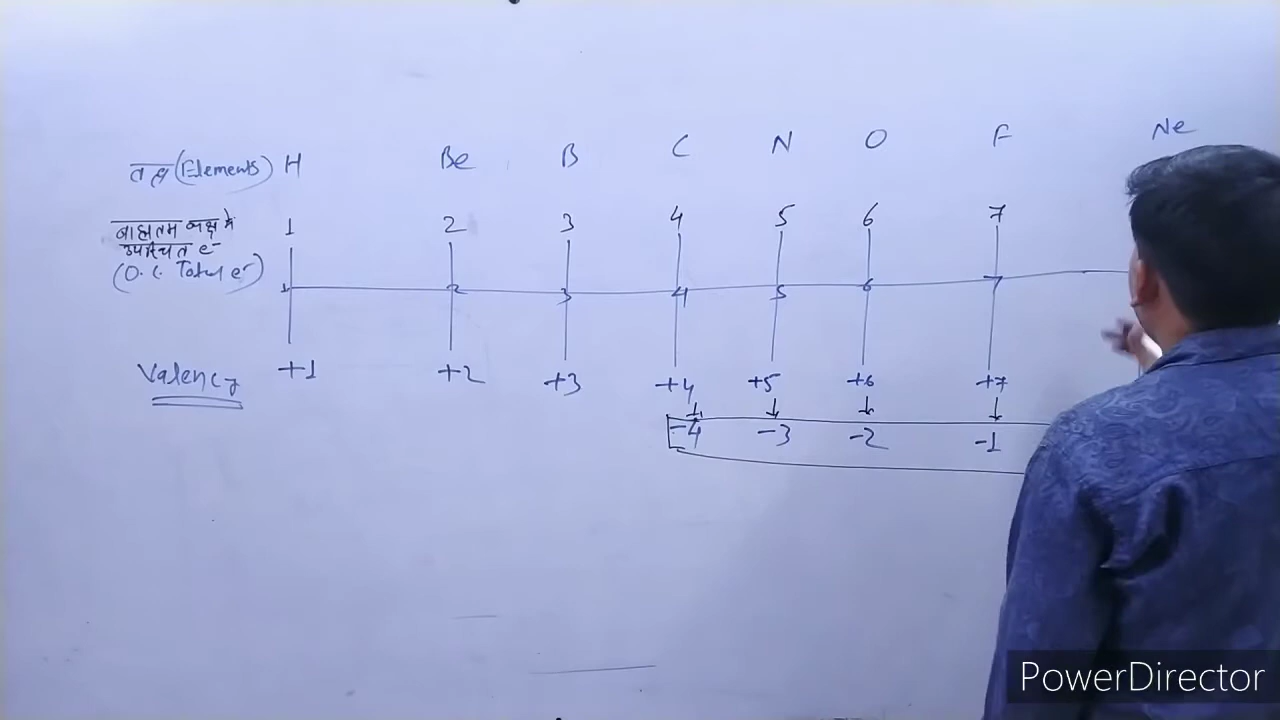 तत्व (Elements) H Be B C N O F Ne
बाह्यतम कक्ष में 1 2 3 4 5 6 7
उपस्थित e⁻
(O. C. Total e⁻) 1 2 3 4 5 6 7
Valency +1 +2 +3 +4 +5 +6 +7
-4 -3 -2 -1
PowerDirector